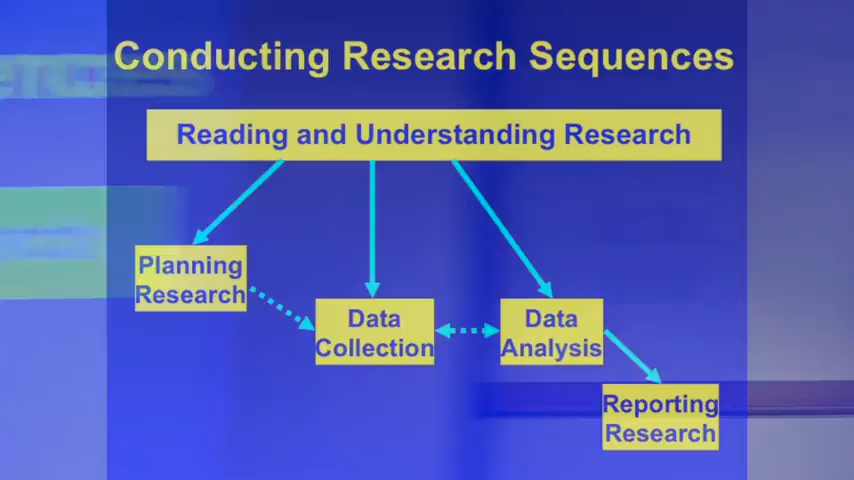 Conducting Research Sequences
Reading and Understanding Research
Planning
Research
Data
Collection
Data
Analysis
Reporting
Research